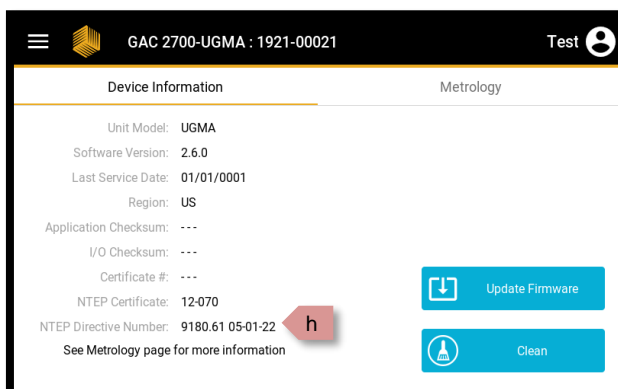 GAC 2700-UGMA : 1921-00021 Test
Device Information Metrology
Unit Model: UGMA
Software Version: 2.6.0
Last Service Date: 01/01/0001
Region: US
Application Checksum: ---
I/O Checksum: ---
Certificate #: ---
NTEP Certificate: 12-070
NTEP Directive Number: 9180.61 05-01-22 h
See Metrology page for more information
Update Firmware
Clean